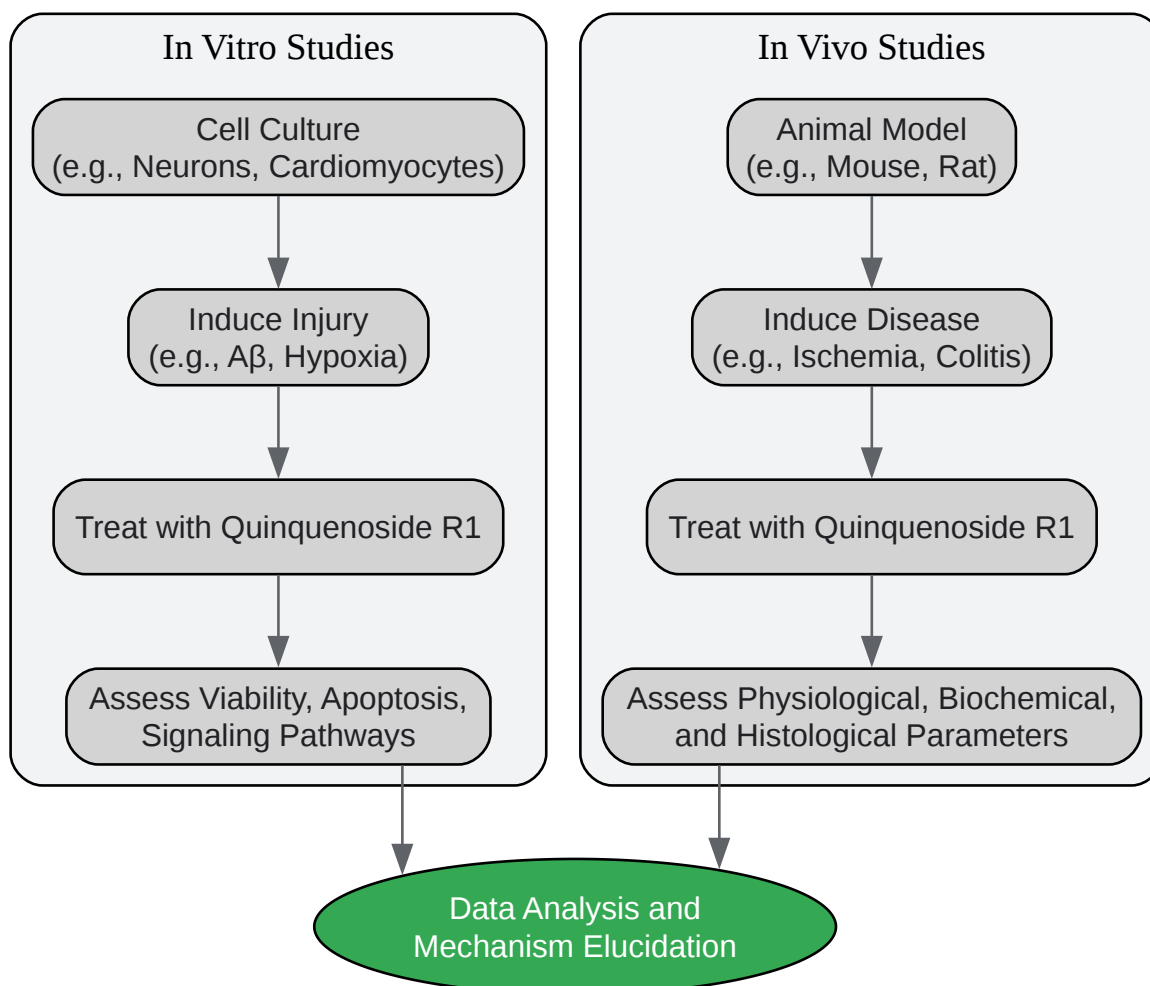 In Vitro Studies
Cell Culture
(e.g., Neurons, Cardiomyocytes)
Induce Injury
(e.g., Aβ, Hypoxia)
Treat with Quinquenoside R1
Assess Viability, Apoptosis,
Signaling Pathways
In Vivo Studies
Animal Model
(e.g., Mouse, Rat)
Induce Disease
(e.g., Ischemia, Colitis)
Treat with Quinquenoside R1
Assess Physiological, Biochemical,
and Histological Parameters
Data Analysis and
Mechanism Elucidation